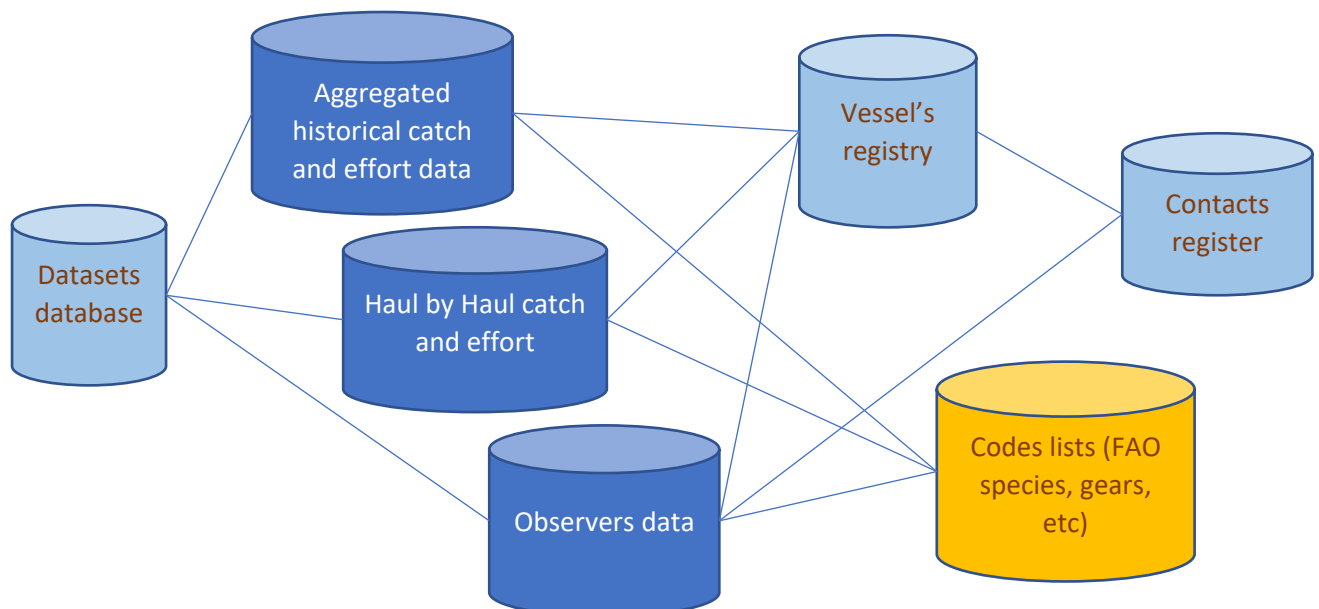 Aggregated
historical catch
and effort data
Vessel’s
registry
Contacts
register
Datasets
database
Haul by Haul catch
and effort
Codes lists (FAO
species, gears,
etc)
Observers data